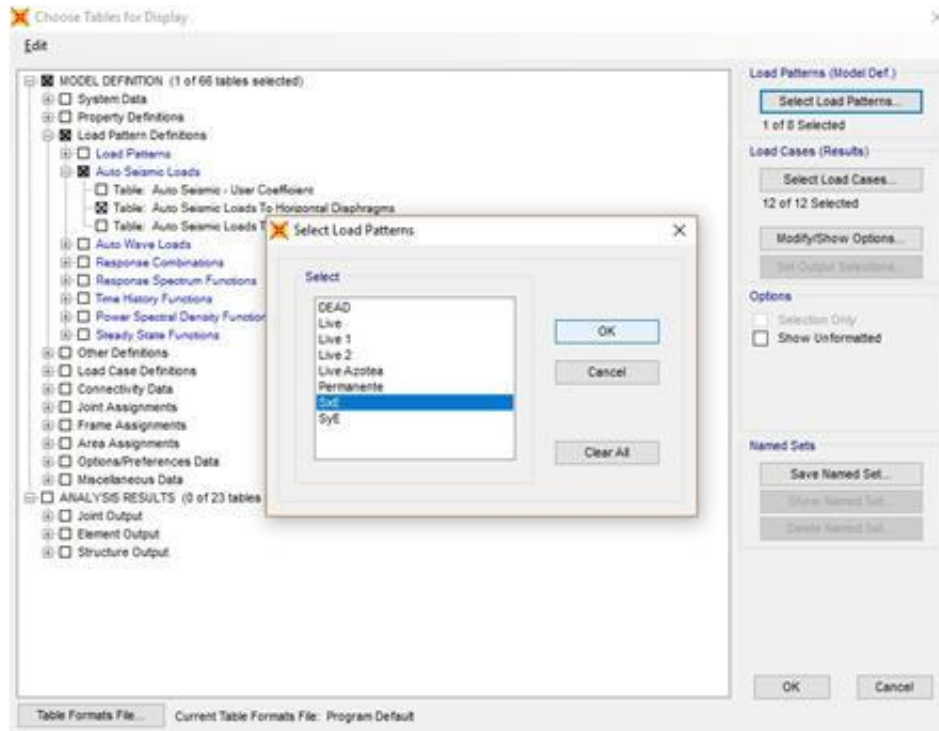 Choose Tables for Display
Edit
MODEL DEFINITION (1 of 66 tables selected)
System Data
Property Definitions
Load Pattern Definitions
Load Patterns
Auto Seismic Loads
Table: Auto Seismic - User Coefficient
Table: Auto Seismic Loads To Horizontal Diaphragms
Table: Auto Seismic Loads T
Auto Wave Loads
Response Combinations
Response Spectrum Functions
Time History Functions
Power Spectral Density Function
Steady State Functions
Other Definitions
Load Case Definitions
Connectivity Data
Joint Assignments
Frame Assignments
Area Assignments
Options/Preferences Data
Miscellaneous Data
ANALYSIS RESULTS (0 of 23 tables
Joint Output
Element Output
Structure Output
Select Load Patterns
Select
DEAD
Live
Live 1
Live 2
Live Azotea
Permanente
SxE
SyE
OK
Cancel
Clear All
Load Patterns (Model Def.)
Select Load Patterns...
1 of 8 Selected
Load Cases (Results)
Select Load Cases...
12 of 12 Selected
Modify/Show Options...
Set Output Selections...
Options
Selection Only
Show Unformatted
Named Sets
Save Named Set...
Show Named Set...
Delete Named Set...
OK
Cancel
Table Formats File...
Current Table Formats File: Program Default